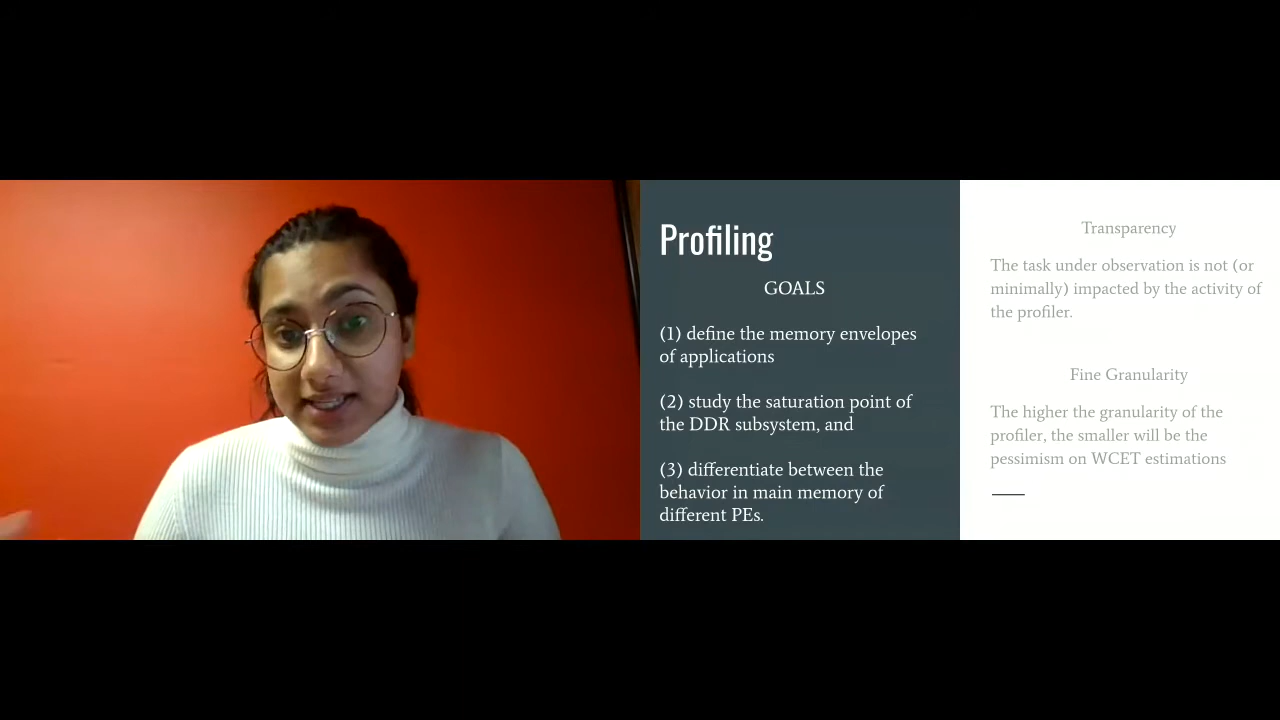 Profiling
GOALS
(1) define the memory envelopes
of applications
(2) study the saturation point of
the DDR subsystem, and
(3) differentiate between the
behavior in main memory of
different PEs.
Transparency
The task under observation is not (or
minimally) impacted by the activity of
the profiler.
Fine Granularity
The higher the granularity of the
profiler, the smaller will be the
pessimism on WCET estimations